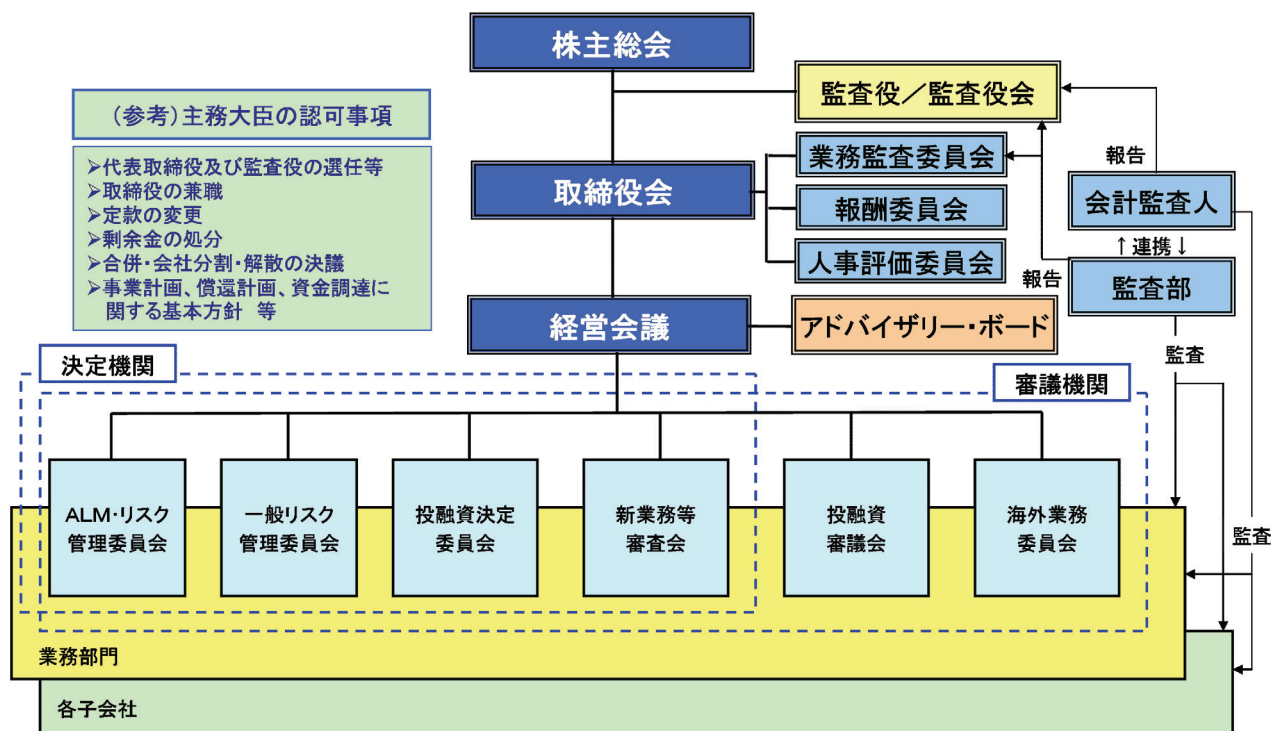 株主総会
監査役／監査役会
(参考)主務大臣の認可事項
➢代表取締役及び監査役の選任等
➢取締役の兼職
➢定款の変更
➢剰余金の処分
➢合併・会社分割・解散の決議
➢事業計画、償還計画、資金調達に
関する基本方針 等
取締役会
業務監査委員会
報酬委員会
人事評価委員会
報告
会計監査人
↑連携↓
報告
監査部
経営会議
アドバイザリー・ボード
監査
決定機関
審議機関
ALM・リスク
管理委員会
一般リスク
管理委員会
投融資決定
委員会
新業務等
審査会
投融資
審議会
海外業務
委員会
監査
業務部門
各子会社